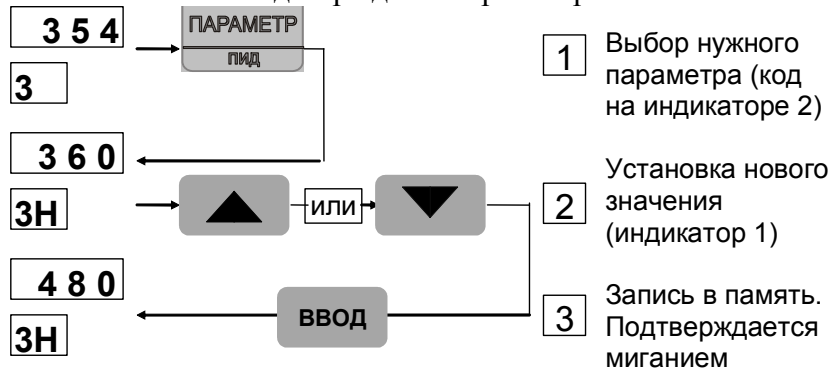 3 5 4
3
ПАРАМЕТР
ПИД
1
Выбор нужного
параметра (код
на индикаторе 2)
3 6 0
3Н
или
2
Установка нового
значения
(индикатор 1)
4 8 0
3Н
ВВОД
3
Запись в память.
Подтверждается
миганием